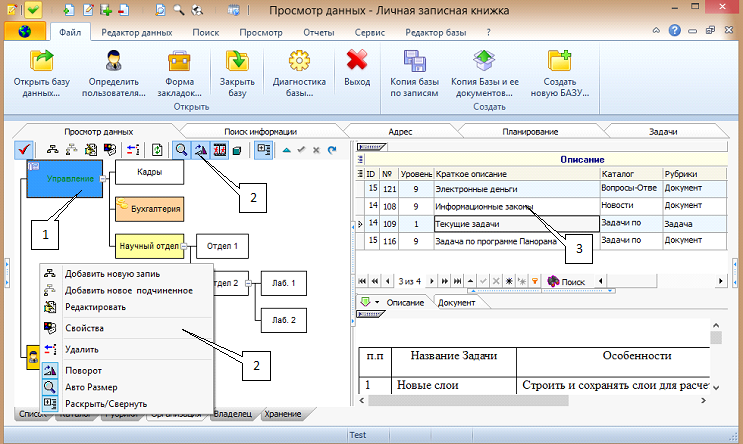 Просмотр данных - Личная записная книжка
Файл Редактор данных Поиск Просмотр Отчеты Сервис Редактор базы
Открыть базу данных...
Определить пользователя...
Форма закладок...
Закрыть базу
Диагностика базы...
Выход
Копия базы по записям
Копия Базы и ее документов...
Создать новую БАЗУ...
Открыть Создать
Просмотр данных Поиск информации Адрес Планирование Задачи
Управление
Кадры
Бухгалтерия
Научный отдел
Отдел 1
тдел 2
Лаб. 1
Лаб. 2
1
2
Добавить новую запиь
Добавить новое подчиненное
Редактировать
Свойства
Удалить
Поворот
Авто Размер
Раскрыть/Свернуть
2
Список Каталог Рубрики Организация Владелец Хранение
Описание
ID № Уровень Краткое описание Каталог Рубрики
15 121 9 Электронные деньги Вопросы-Отве Документ
14 108 9 Информационные законы Новости Документ
14 109 1 Текущие задачи Задачи по Задача
15 116 9 Задача по программе Панорана Задачи по Документ
3
3 из 4 Поиск
Описание Документ
п.п Название Задачи Особенности
1 Новые слои Строить и сохранять слои для расче
Test